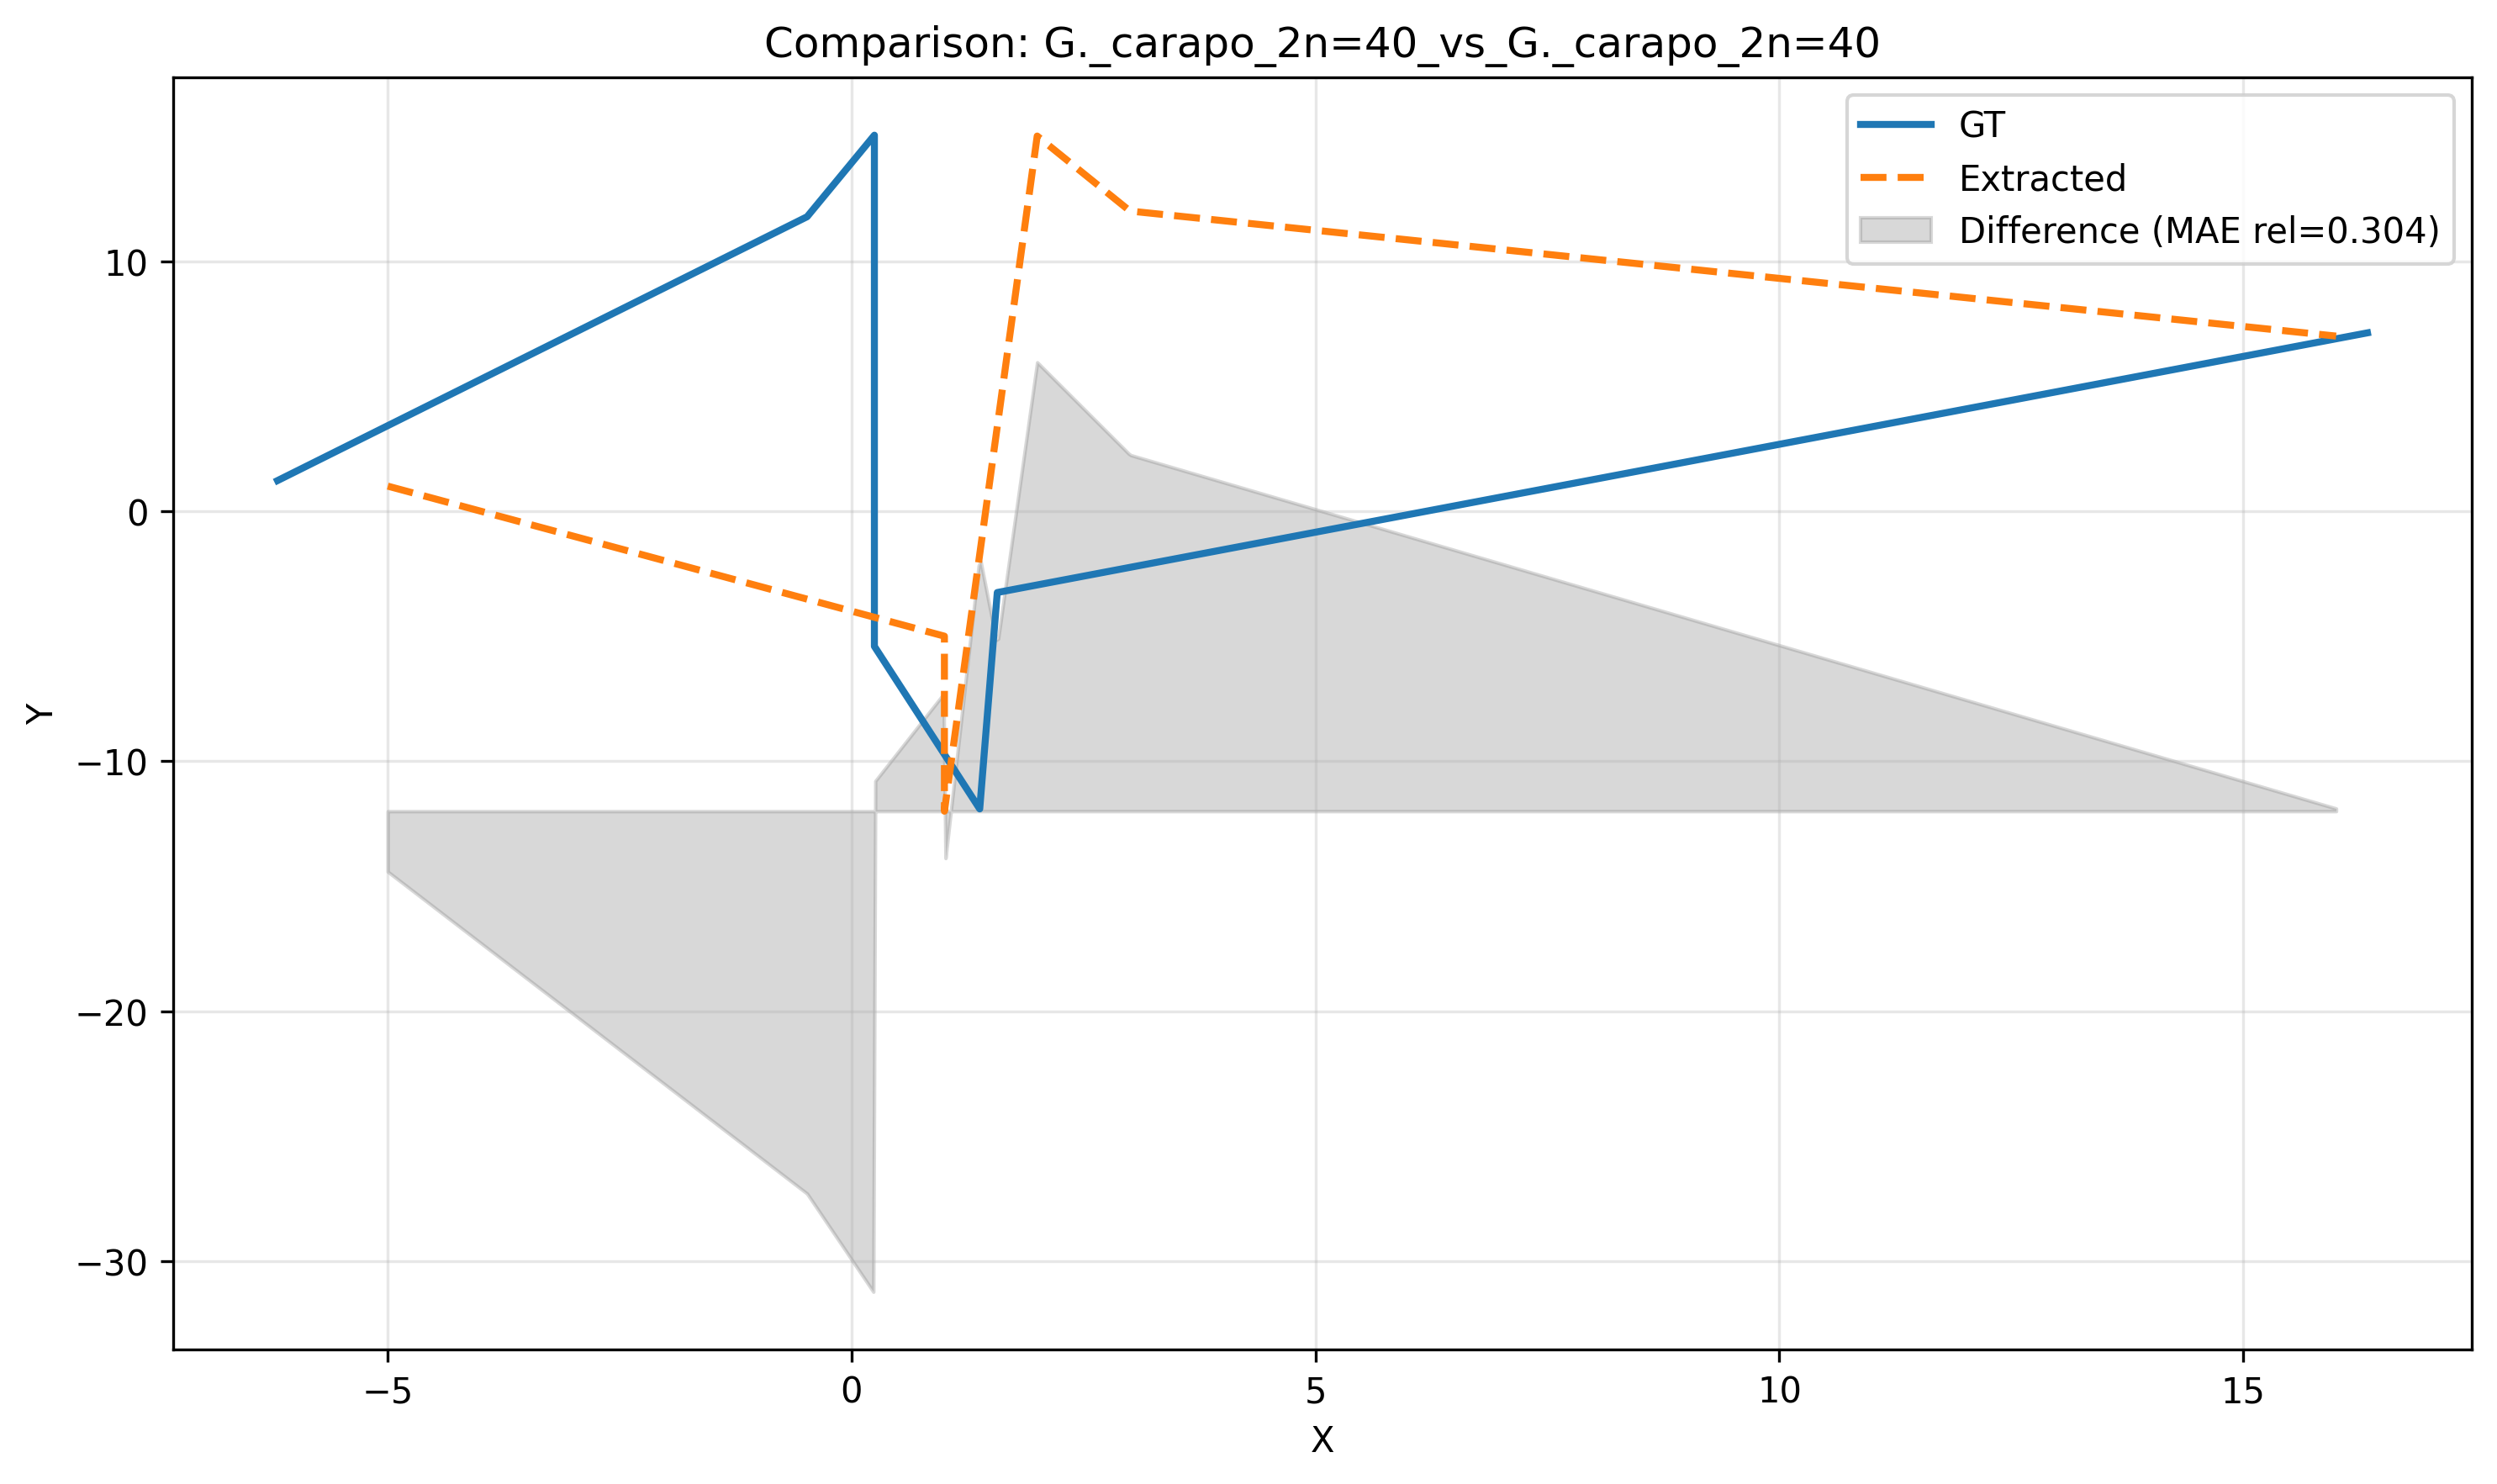 Comparison: G._carapo_2n=40_vs_G._carapo_2n=40
GT
Extracted
Difference (MAE rel=0.304)
10
0
−10
−20
−30
Y
−5
0
5
10
15
X